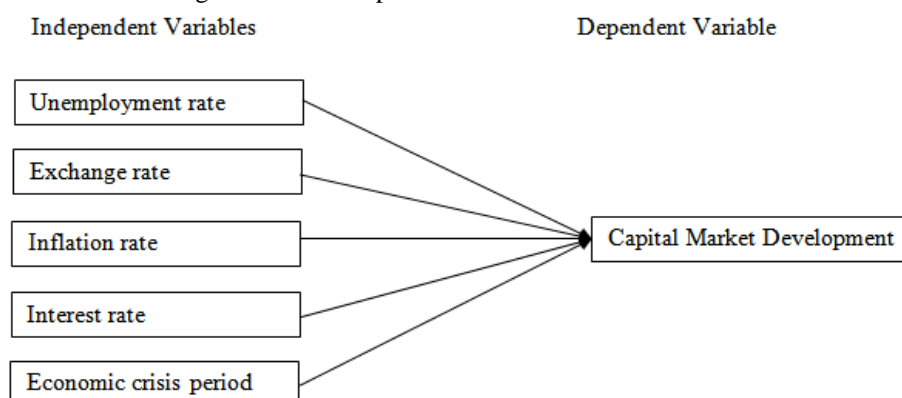 Independent Variables
Dependent Variable
Unemployment rate
Exchange rate
Inflation rate
Capital Market Development
Interest rate
Economic crisis period